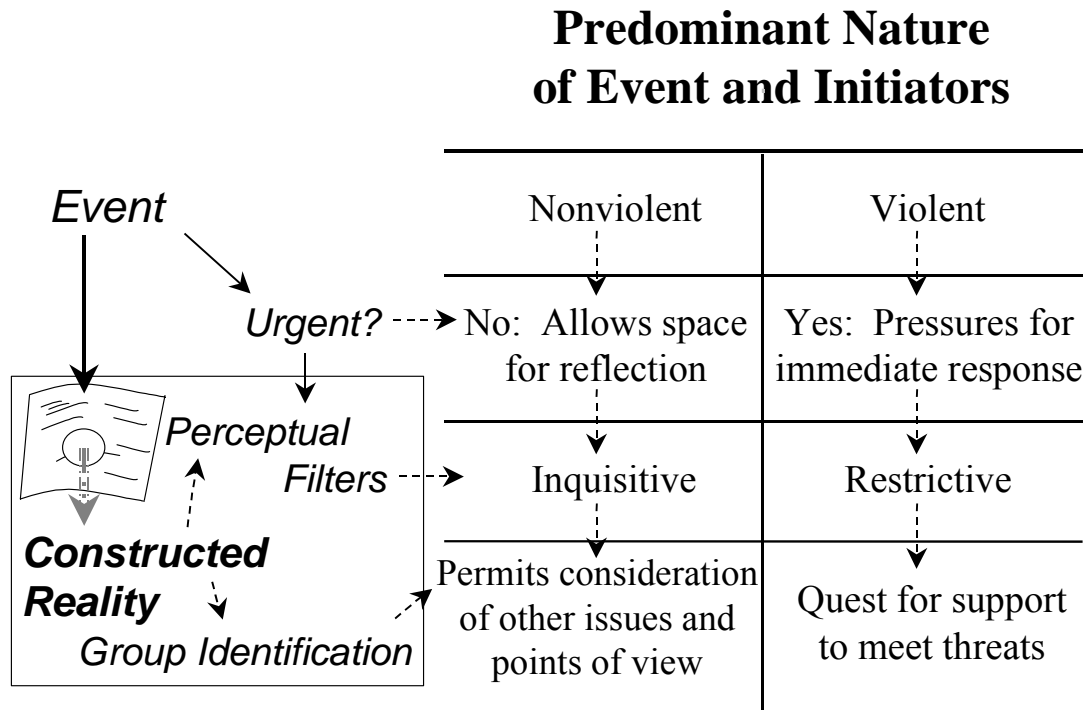 Predominant Nature
of Event and Initiators
Event
Nonviolent
Violent
Urgent?
No: Allows space
for reflection
Yes: Pressures for
immediate response
Perceptual
Filters
Inquisitive
Restrictive
Constructed
Reality
Group Identification
Permits consideration
of other issues and
points of view
Quest for support
to meet threats